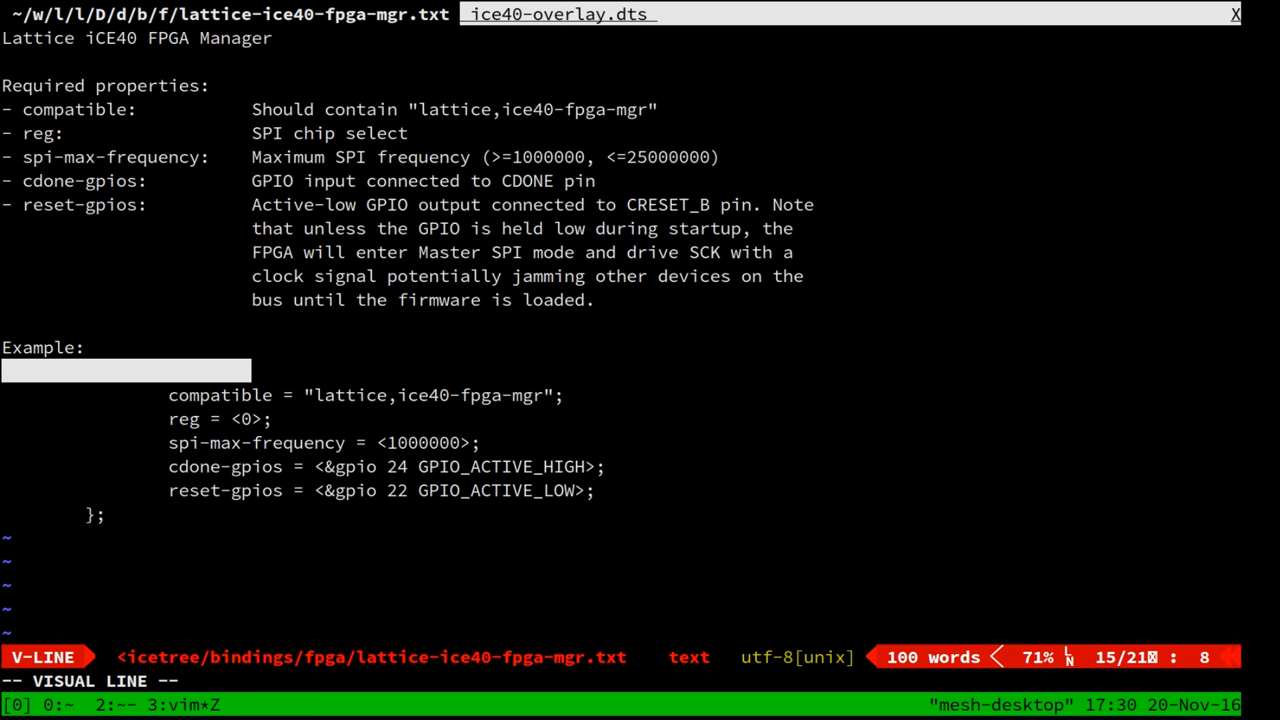 ~/w/l/l/D/d/b/f/lattice-ice40-fpga-mgr.txt  ice40-overlay.dts  X
Lattice iCE40 FPGA Manager
Required properties:
- compatible:           Should contain "lattice,ice40-fpga-mgr"
- reg:                  SPI chip select
- spi-max-frequency:    Maximum SPI frequency (>=1000000, <=25000000)
- cdone-gpios:          GPIO input connected to CDONE pin
- reset-gpios:          Active-low GPIO output connected to CRESET_B pin. Note
                        that unless the GPIO is held low during startup, the
                        FPGA will enter Master SPI mode and drive SCK with a
                        clock signal potentially jamming other devices on the
                        bus until the firmware is loaded.
Example:
                compatible = "lattice,ice40-fpga-mgr";
                reg = <0>;
                spi-max-frequency = <1000000>;
                cdone-gpios = <&gpio 24 GPIO_ACTIVE_HIGH>;
                reset-gpios = <&gpio 22 GPIO_ACTIVE_LOW>;
        };
~
~
~
~
~
V-LINE  <icetree/bindings/fpga/lattice-ice40-fpga-mgr.txt  text  utf-8[unix]  100 words  71% LN 15/21 : 8
-- VISUAL LINE --
[0] 0:~  2:~- 3:vim*Z  "mesh-desktop" 17:30 20-Nov-16